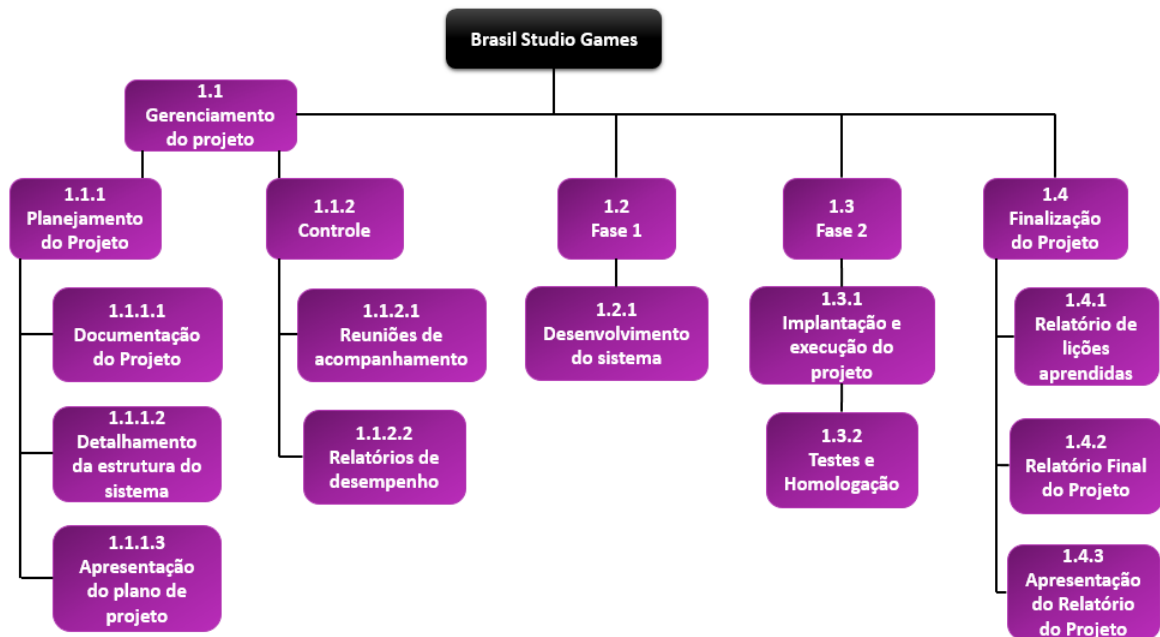 Brasil Studio Games
1.1
Gerenciamento
do projeto
1.1.1
Planejamento
do Projeto
1.1.2
Controle
1.2
Fase 1
1.3
Fase 2
1.4
Finalização
do Projeto
1.1.1.1
Documentação
do Projeto
1.1.2.1
Reuniões de
acompanhamento
1.2.1
Desenvolvimento
do sistema
1.3.1
Implantação e
execução do
projeto
1.4.1
Relatório de
lições
aprendidas
1.1.1.2
Detalhamento
da estrutura do
sistema
1.1.2.2
Relatórios de
desempenho
1.3.2
Testes e
Homologação
1.4.2
Relatório Final
do Projeto
1.1.1.3
Apresentação
do plano de
projeto
1.4.3
Apresentação
do Relatório
do Projeto